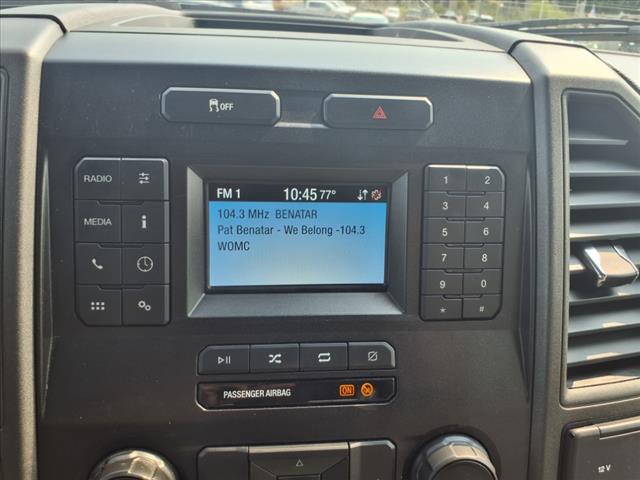 OFF
FM 1 10:45 77°
104.3 MHz BENATAR
Pat Benatar - We Belong -104.3
WOMC
RADIO
MEDIA
i
1 2
3 4
5 6
7 8
9 0
* #
PASSENGER AIRBAG ON
12 V